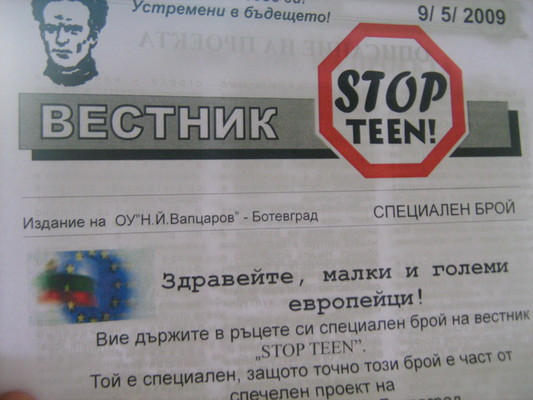 Устремени в бъдещето!
9/ 5/ 2009
ВЕСТНИК
STOP
TEEN!
Издание на ОУ"Н.Й.Вапцаров" - Ботевград
СПЕЦИАЛЕН БРОЙ
Здравейте, малки и големи
европейци!
Вие държите в ръцете си специален брой на вестник
„STOP TEEN".
Той е специален, защото точно този брой е част от
спечелен проект на